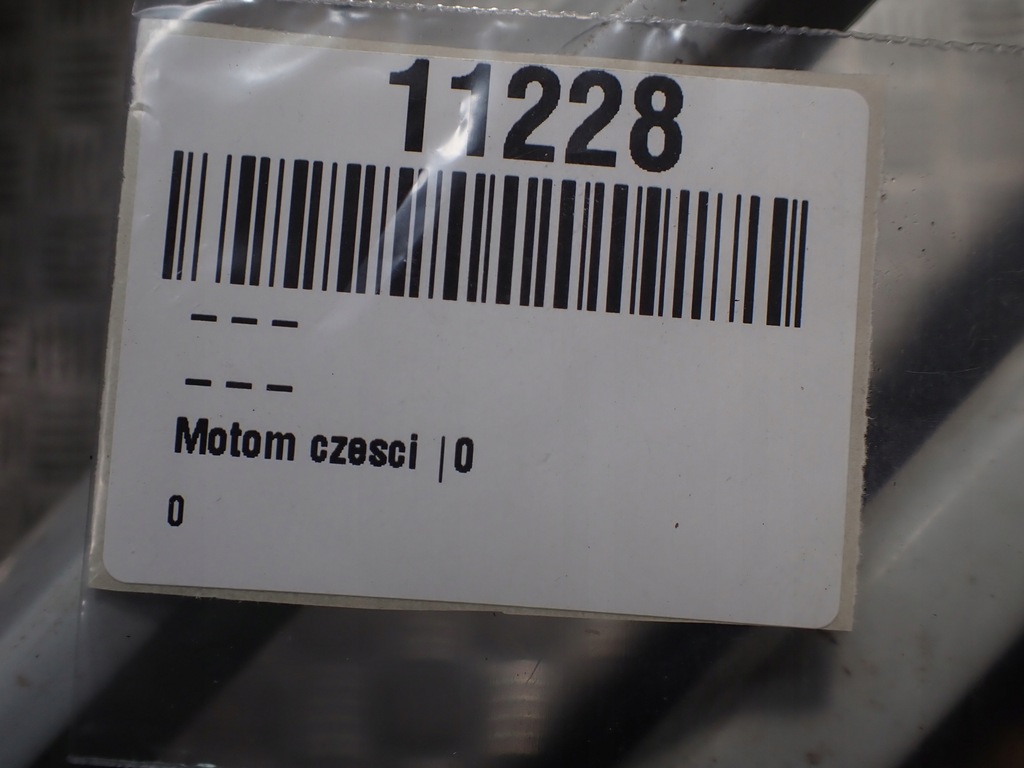 11228
---
---
Motom czesci |0
0